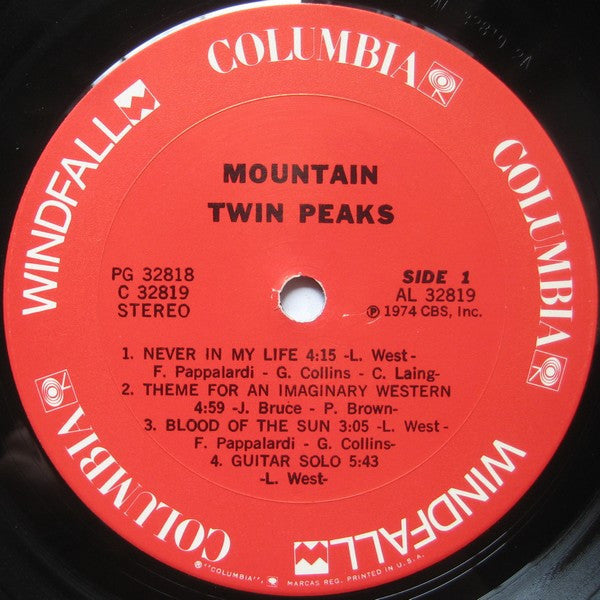 COLUMBIA
COLUMBIA
WINDFALL
COLUMBIA
WINDFALL
MOUNTAIN
TWIN PEAKS
PG 32818
C 32819
STEREO
SIDE 1
AL 32819
Ⓟ 1974 CBS, Inc.
1. NEVER IN MY LIFE 4:15 -L. West-
F. Pappalardi - G. Collins - C. Laing-
2. THEME FOR AN IMAGINARY WESTERN
4:59 -J. Bruce - P. Brown-
3. BLOOD OF THE SUN 3:05 -L. West-
F. Pappalardi - G. Collins-
4. GUITAR SOLO 5:43
-L. West-
® "COLUMBIA", MARCAS REG. PRINTED IN U.S.A.